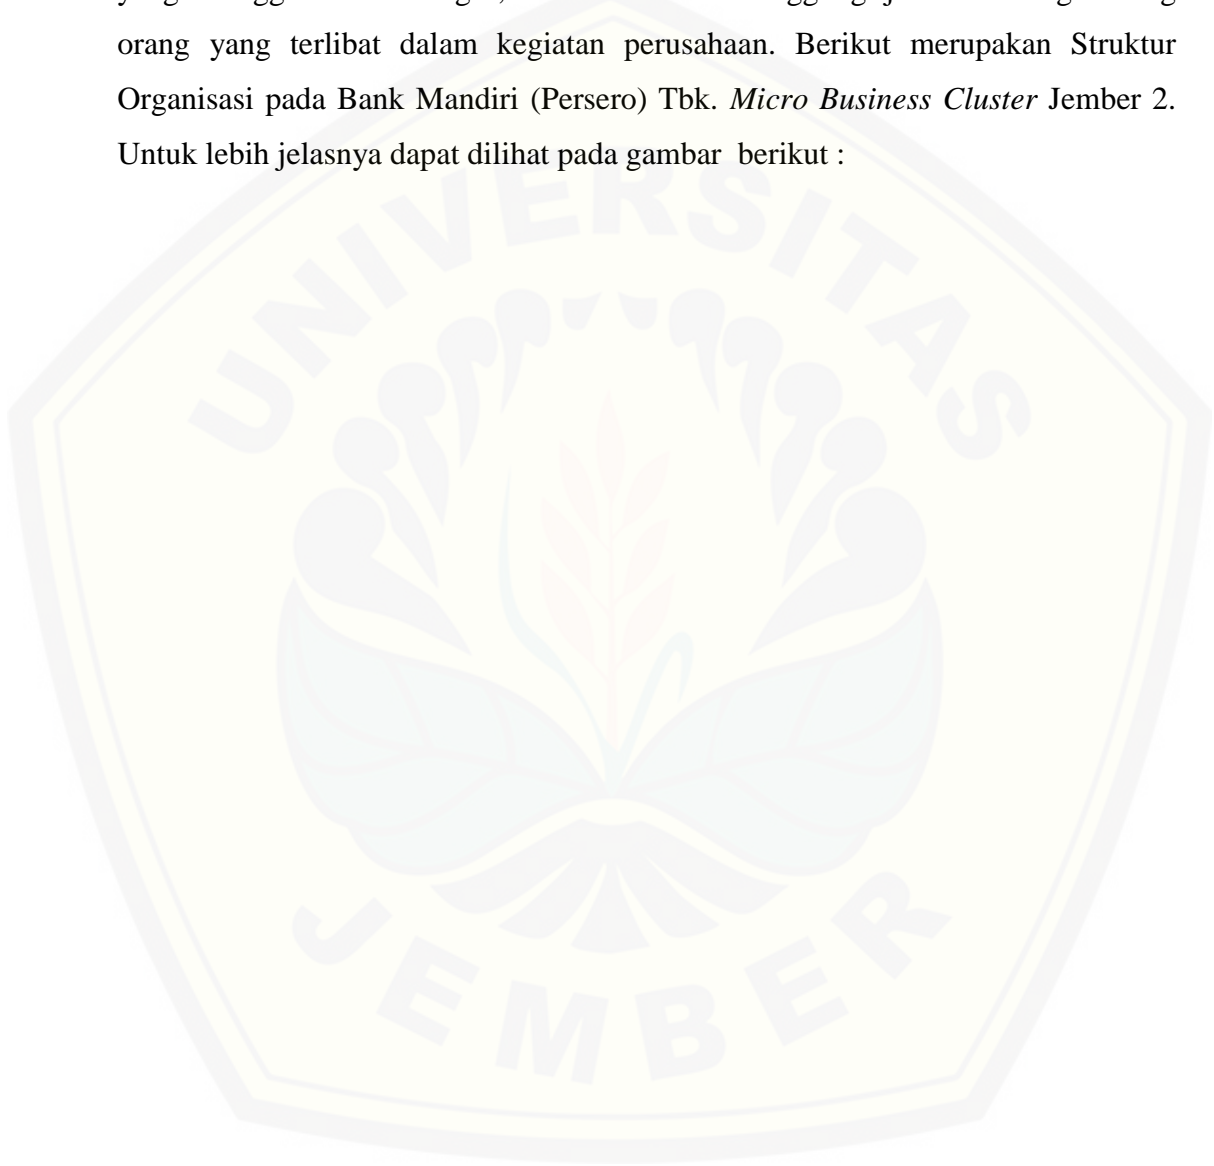 orang yang terlibat dalam kegiatan perusahaan. Berikut merupakan Struktur
Organisasi pada Bank Mandiri (Persero) Tbk. Micro Business Cluster Jember 2.
Untuk lebih jelasnya dapat dilihat pada gambar berikut :
UNIVERSITAS
JEMBER